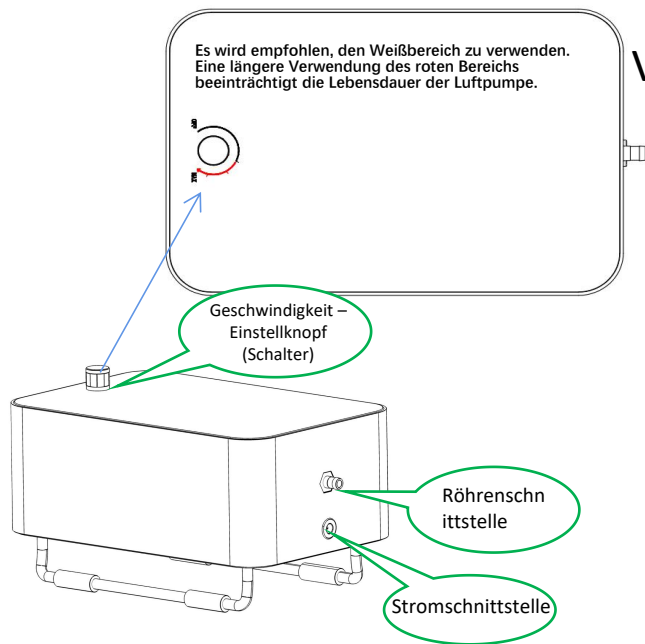 Es wird empfohlen, den Weißbereich zu verwenden.
Eine längere Verwendung des roten Bereichs
beeinträchtigt die Lebensdauer der Luftpumpe.
OFF
Geschwindigkeit –
Einstellknopf
(Schalter)
Röhrenschn
ittstelle
Stromschnittstelle